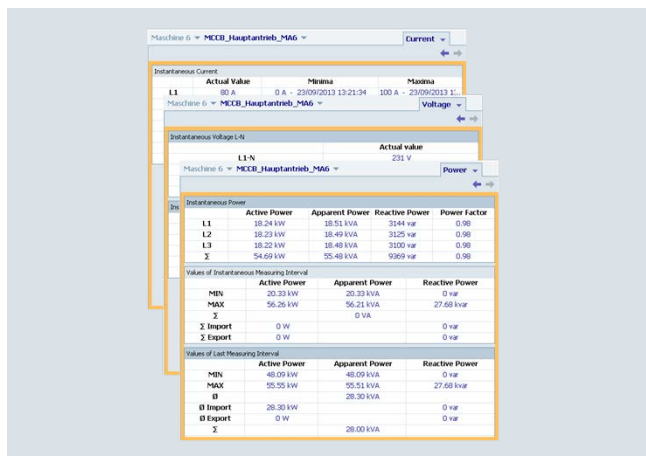 Maschine 6 MCCB_Hauptantrieb_MA6 Current
Instantaneous Current
Actual Value Minima Maxima
L1 80 A 0 A - 23/09/2013 13:21:34 100 A - 23/09/2013 1'...
Maschine 6 MCCB_Hauptantrieb_MA6 Voltage
Instantaneous Voltage L-N
Actual value
L1-N 231 V
Ins
Maschine 6 MCCB_Hauptantrieb_MA6 Power
Instantaneous Power
Active Power Apparent Power Reactive Power Power Factor
L1 18.24 kW 18.51 kVA 3144 var 0.98
L2 18.23 kW 18.49 kVA 3125 var 0.98
L3 18.22 kW 18.48 kVA 3100 var 0.98
Σ 54.69 kW 55.48 kVA 9369 var 0.98
Values of Instantaneous Measuring Interval
Active Power Apparent Power Reactive Power
MIN 20.33 kW 20.33 kVA 0 var
MAX 56.26 kW 56.21 kVA 27.68 kvar
Σ 0 VA
Σ Import 0 W 0 var
Σ Export 0 W 0 var
Values of Last Measuring Interval
Active Power Apparent Power Reactive Power
MIN 48.09 kW 48.09 kVA 0 var
MAX 55.55 kW 55.51 kVA 27.68 kvar
Ø 28.30 kVA
Ø Import 28.30 kW 0 var
Ø Export 0 W 0 var
Σ 28.00 kVA